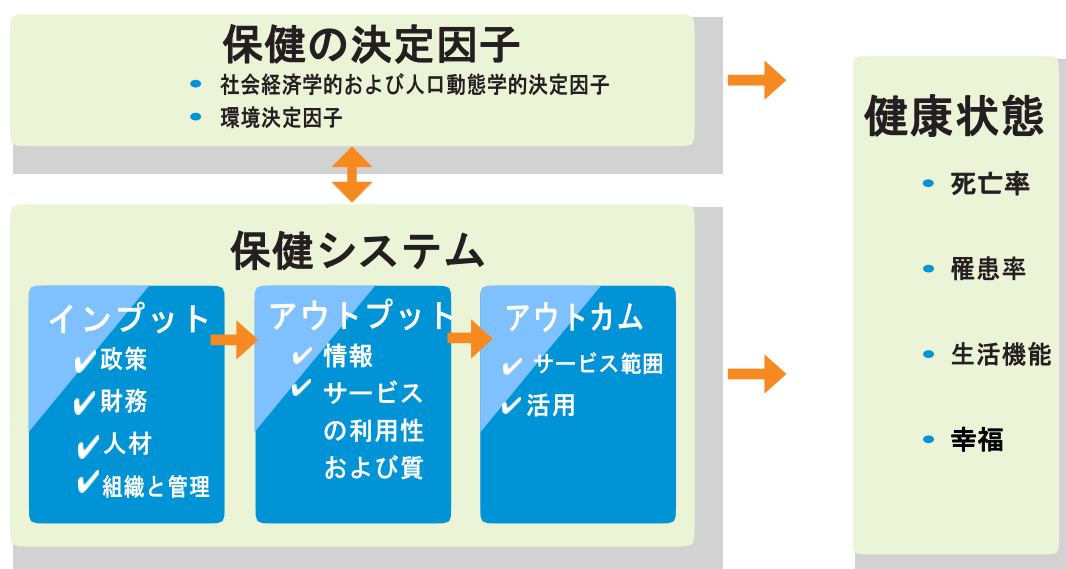 保健の決定因子
社会経済学的および人口動態学的決定因子
環境決定因子
保健システム
インプット
政策
財務
人材
組織と管理
アウトプット
情報
サービス
の利用性
および質
アウトカム
サービス範囲
活用
健康状態
死亡率
罹患率
生活機能
幸福